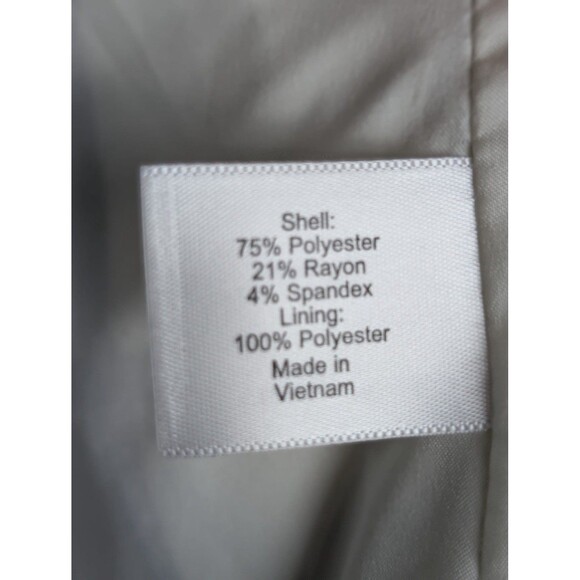 Shell:
75% Polyester
21% Rayon
4% Spandex
Lining:
100% Polyester
Made in
Vietnam